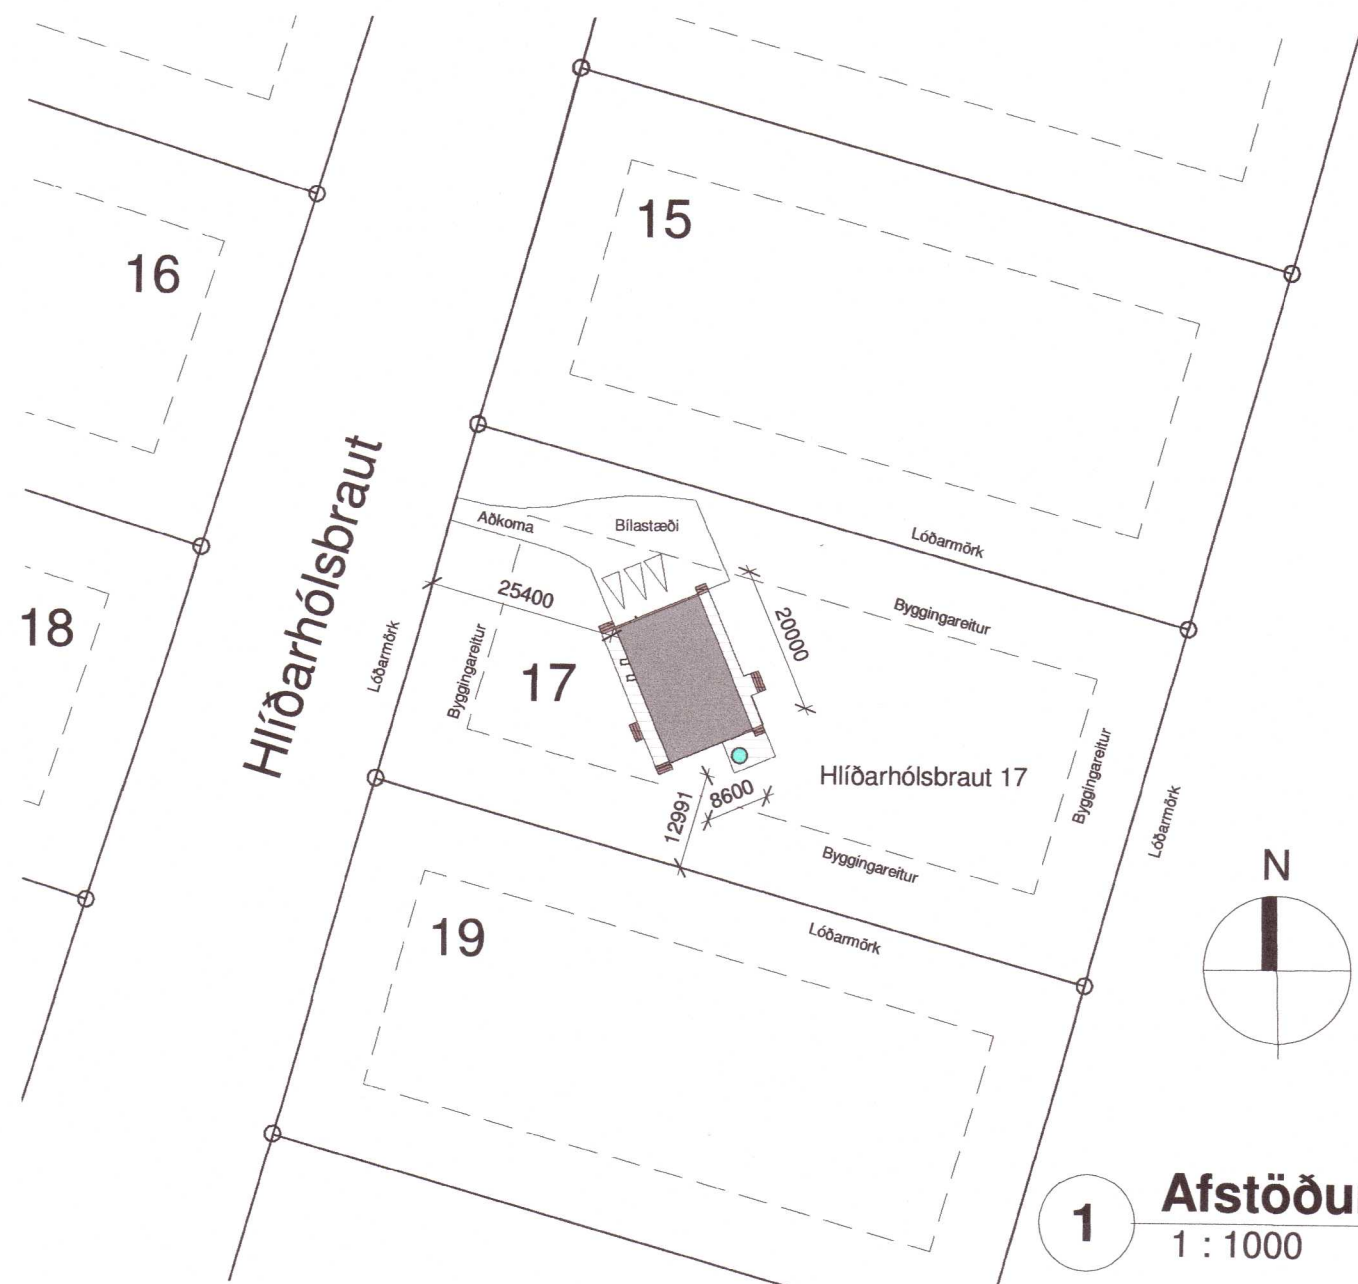 15
16
Aðkoma
Bílastæði
Lóðarmörk
25400
20000
Byggingareitur
18
Hlíðarhólsbraut
Lóðarmörk
Byggingareitur
17
Hlíðarhólsbraut 17
Byggingareitur
Lóðarmörk
12991
8600
Byggingareitur
N
19
Lóðarmörk
1
Afstöðu
1 : 1000